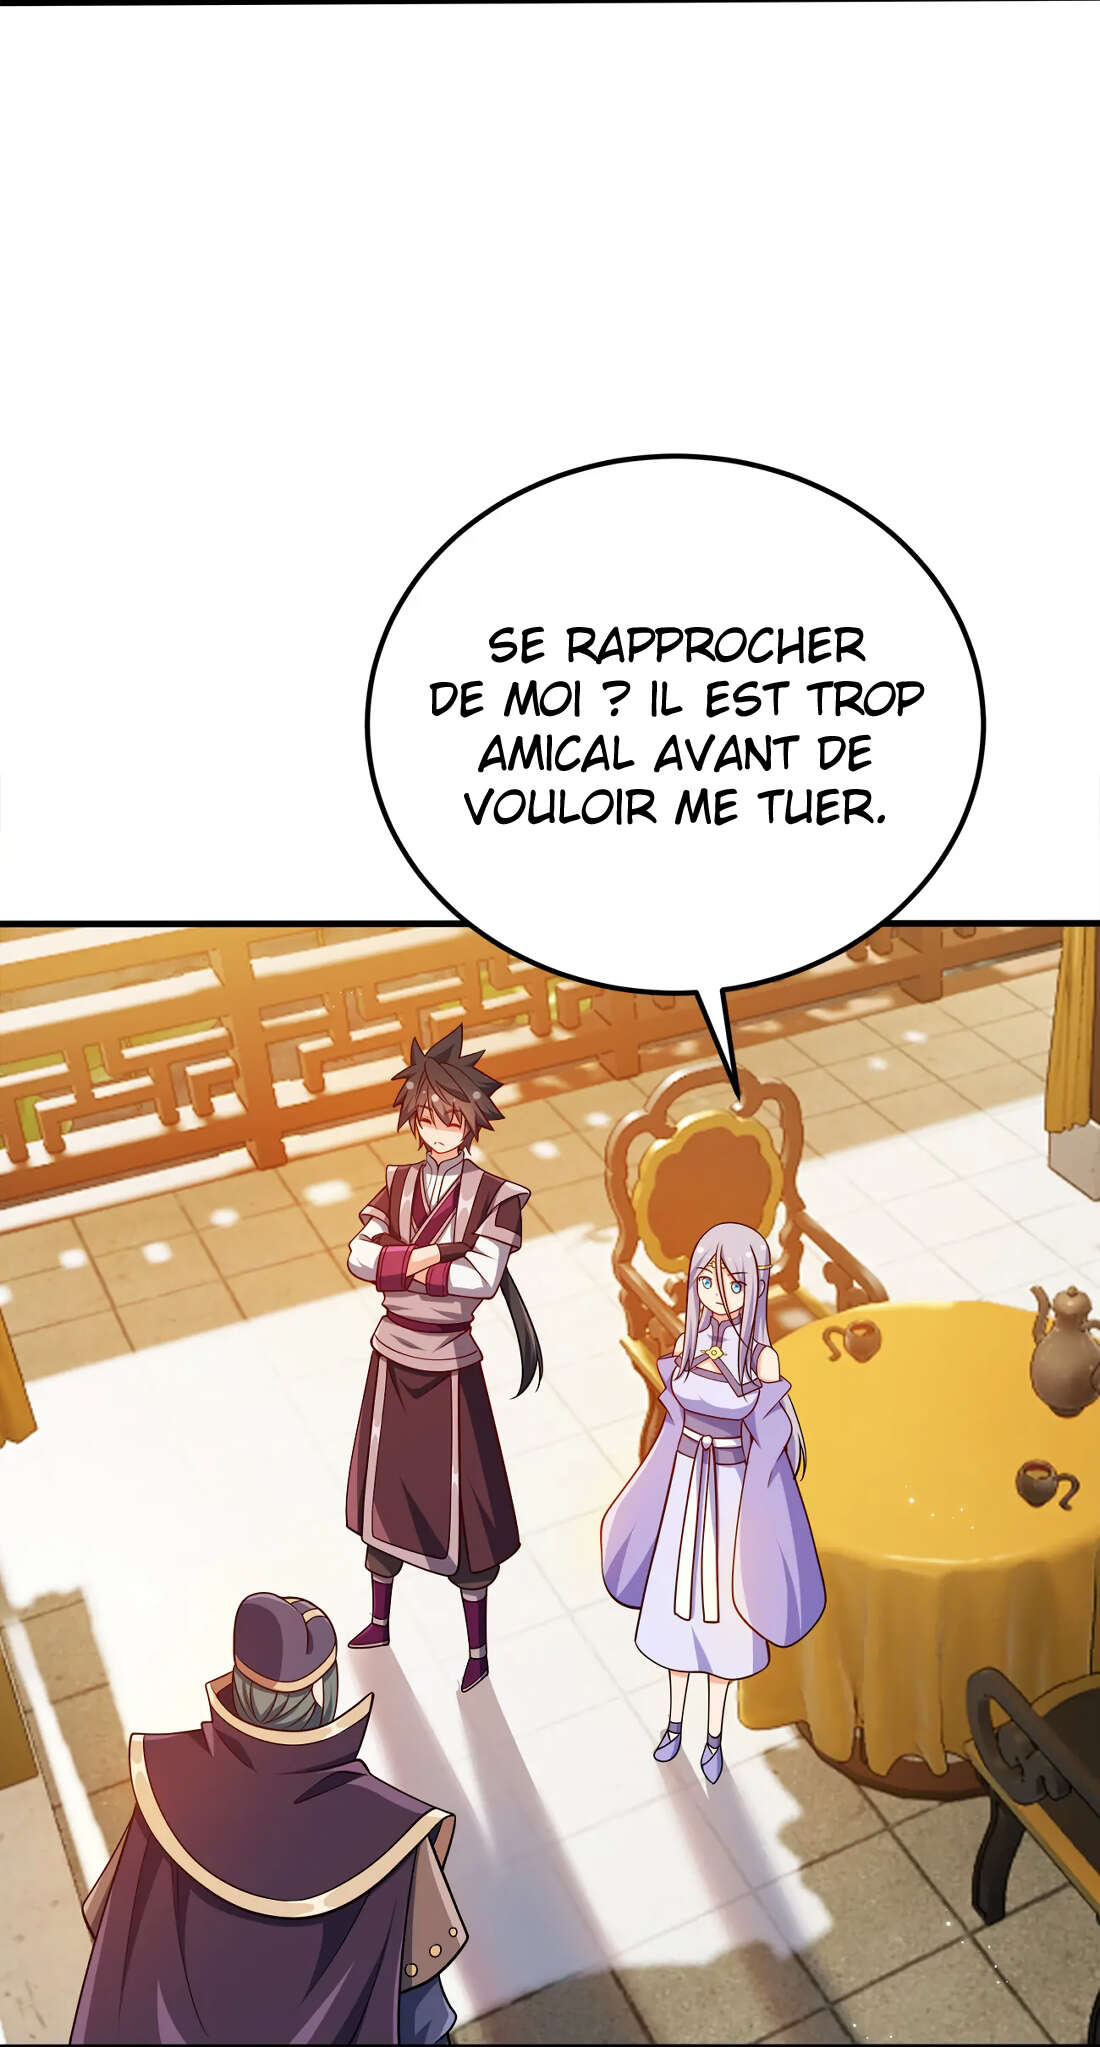 SE RAPPROCHER
DE MOI ? IL EST TROP
AMICAL AVANT DE
VOULOIR ME TUER.